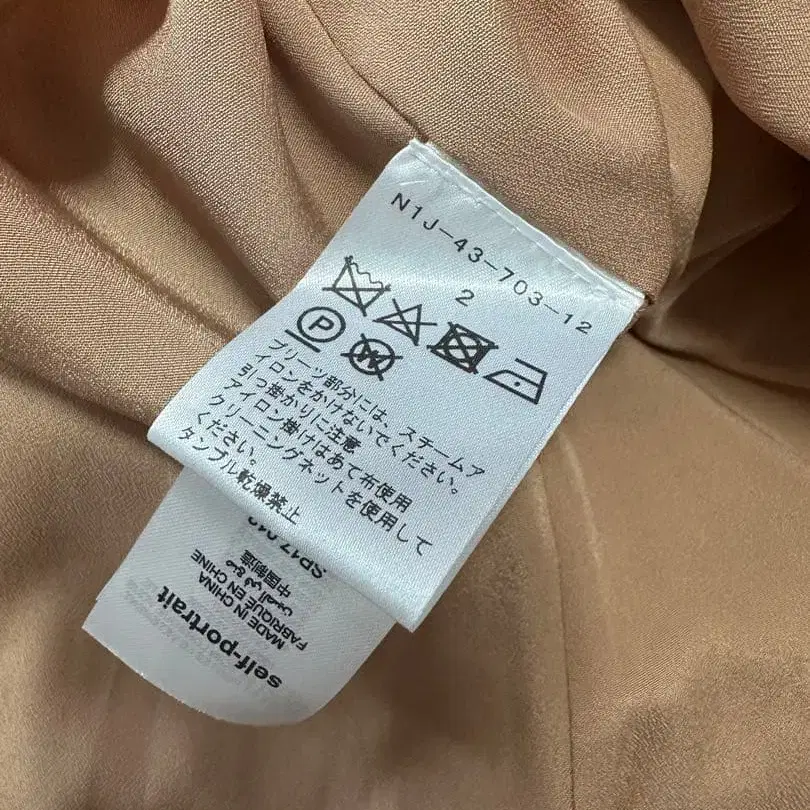 N1J-43-703-12
2
P
W
プリーツ部分には、スチームア
イロンをかけないでください。
引っ掛かりに注意
アイロン掛けはあて布使用
クリーニングネットを使用して
ください。
タンブル乾燥禁止
self-portrait
MADE IN CHINA
FABRIQUE EN CHINE
中国制造